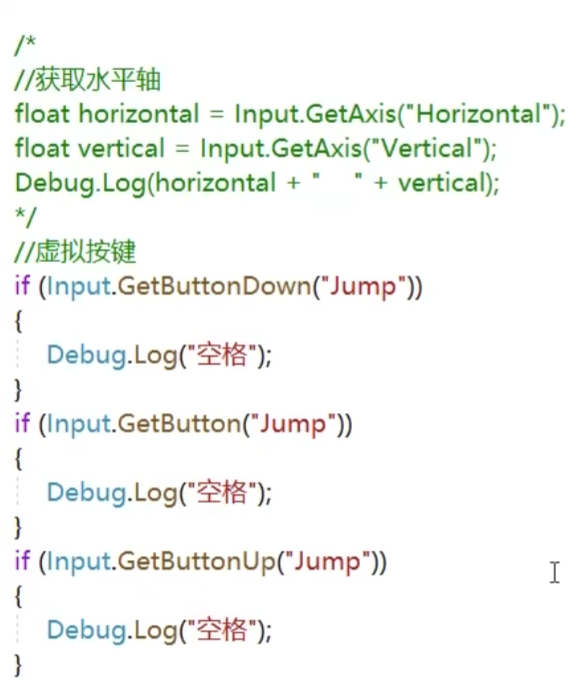 /*
//获取水平轴
float horizontal = Input.GetAxis("Horizontal");
float vertical = Input.GetAxis("Vertical");
Debug.Log(horizontal + "    " + vertical);
*/
//虚拟按键
if (Input.GetButtonDown("Jump"))
{
    Debug.Log("空格");
}
if (Input.GetButton("Jump"))
{
    Debug.Log("空格");
}
if (Input.GetButtonUp("Jump"))
{
    Debug.Log("空格");
}